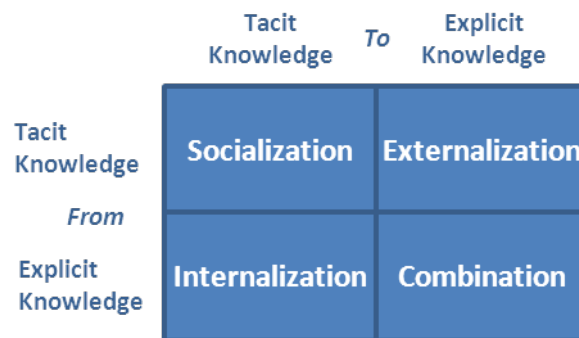 Tacit
Knowledge
To
Explicit
Knowledge
Tacit
Knowledge
Socialization
Externalization
From
Explicit
Knowledge
Internalization
Combination